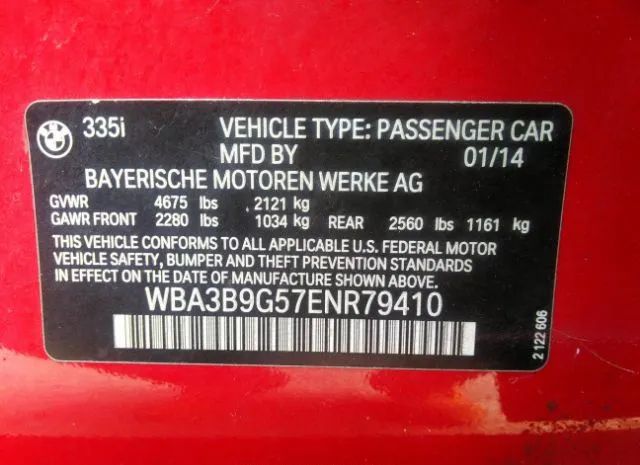 BMW 335i VEHICLE TYPE: PASSENGER CAR
MFD BY 01/14
BAYERISCHE MOTOREN WERKE AG
GVWR 4675 lbs 2121 kg
GAWR FRONT 2280 lbs 1034 kg REAR 2560 lbs 1161 kg
THIS VEHICLE CONFORMS TO ALL APPLICABLE U.S. FEDERAL MOTOR
VEHICLE SAFETY, BUMPER AND THEFT PREVENTION STANDARDS
IN EFFECT ON THE DATE OF MANUFACTURE SHOWN ABOVE.
WBA3B9G57ENR79410
2 122 606